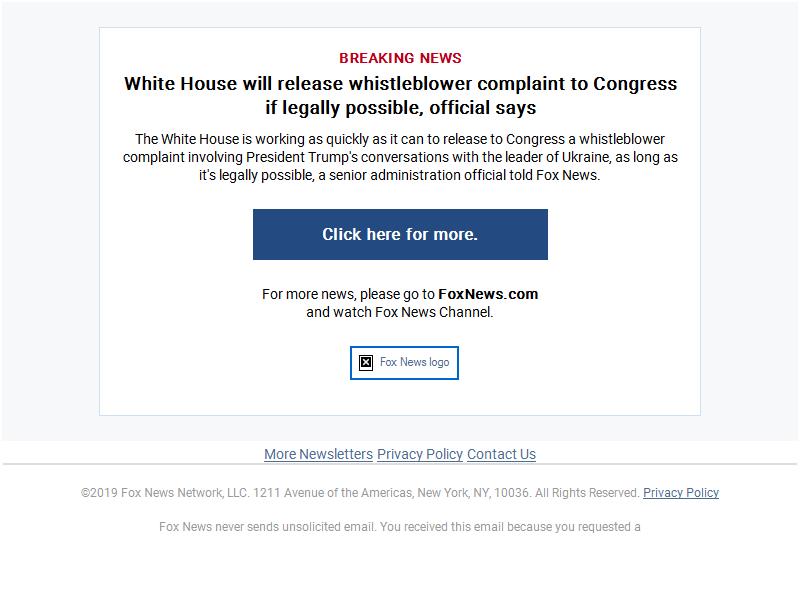 BREAKING NEWS
White House will release whistleblower complaint to Congress
if legally possible, official says
The White House is working as quickly as it can to release to Congress a whistleblower
complaint involving President Trump's conversations with the leader of Ukraine, as long as
it's legally possible, a senior administration official told Fox News.
Click here for more.
For more news, please go to FoxNews.com
and watch Fox News Channel.
Fox News logo
More Newsletters Privacy Policy Contact Us
©2019 Fox News Network, LLC. 1211 Avenue of the Americas, New York, NY, 10036. All Rights Reserved. Privacy Policy
Fox News never sends unsolicited email. You received this email because you requested a